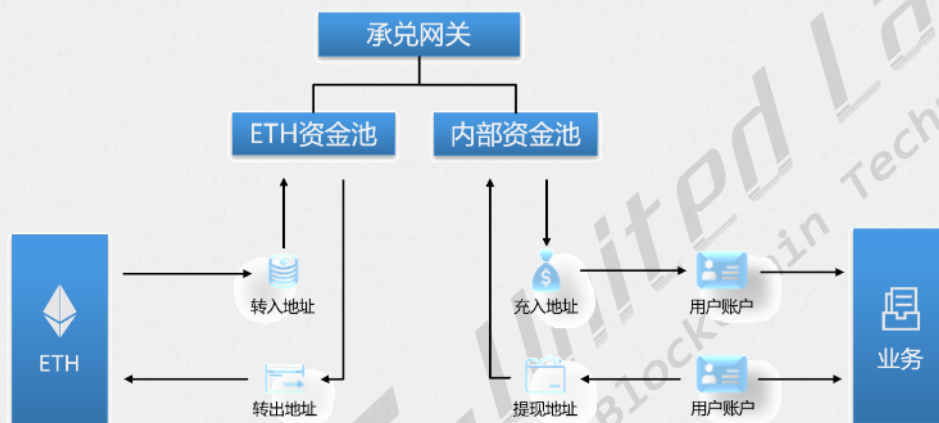 承兑网关
ETH资金池
内部资金池
转入地址
充入地址
用户账户
ETH
业务
转出地址
提现地址
用户账户
United La
Blockchain Tech